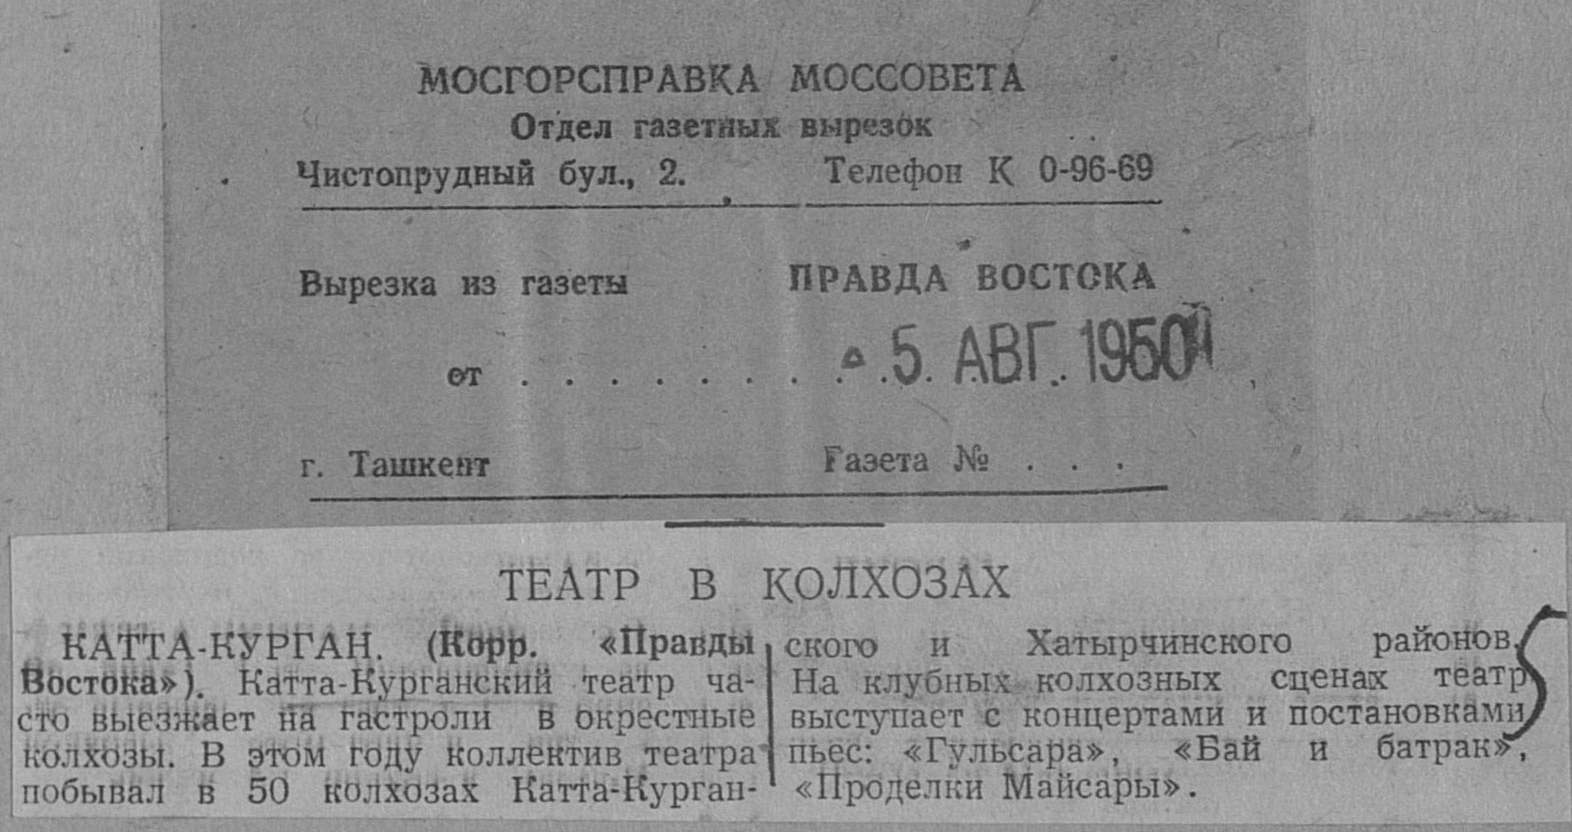 МОСГОРСПРАВКА МОССОВЕТА
Отдел газетных вырезок
Чистопрудный бул., 2. Телефон К 0-96-69
Вырезка из газеты ПРАВДА ВОСТОКА
от . . . . . . . . . 5. АВГ. 1950
г. Ташкент Газета № . . .
ТЕАТР В КОЛХОЗАХ
КАТТА-КУРГАН. (Корр. «Правды
Востока»). Катта-Курганский театр ча-
сто выезжает на гастроли в окрестные
колхозы. В этом году коллектив театра
побывал в 50 колхозах Катта-Курган-
ского и Хатырчинского районов.
На клубных колхозных сценах театр
выступает с концертами и постановками
пьес: «Гульсара», «Бай и батрак»,
«Проделки Майсары».